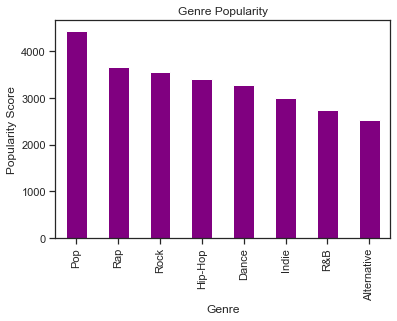 Genre Popularity
Popularity Score
4000
3000
2000
1000
0
Pop
Rap
Rock
Hip-Hop
Dance
Indie
R&B
Alternative
Genre